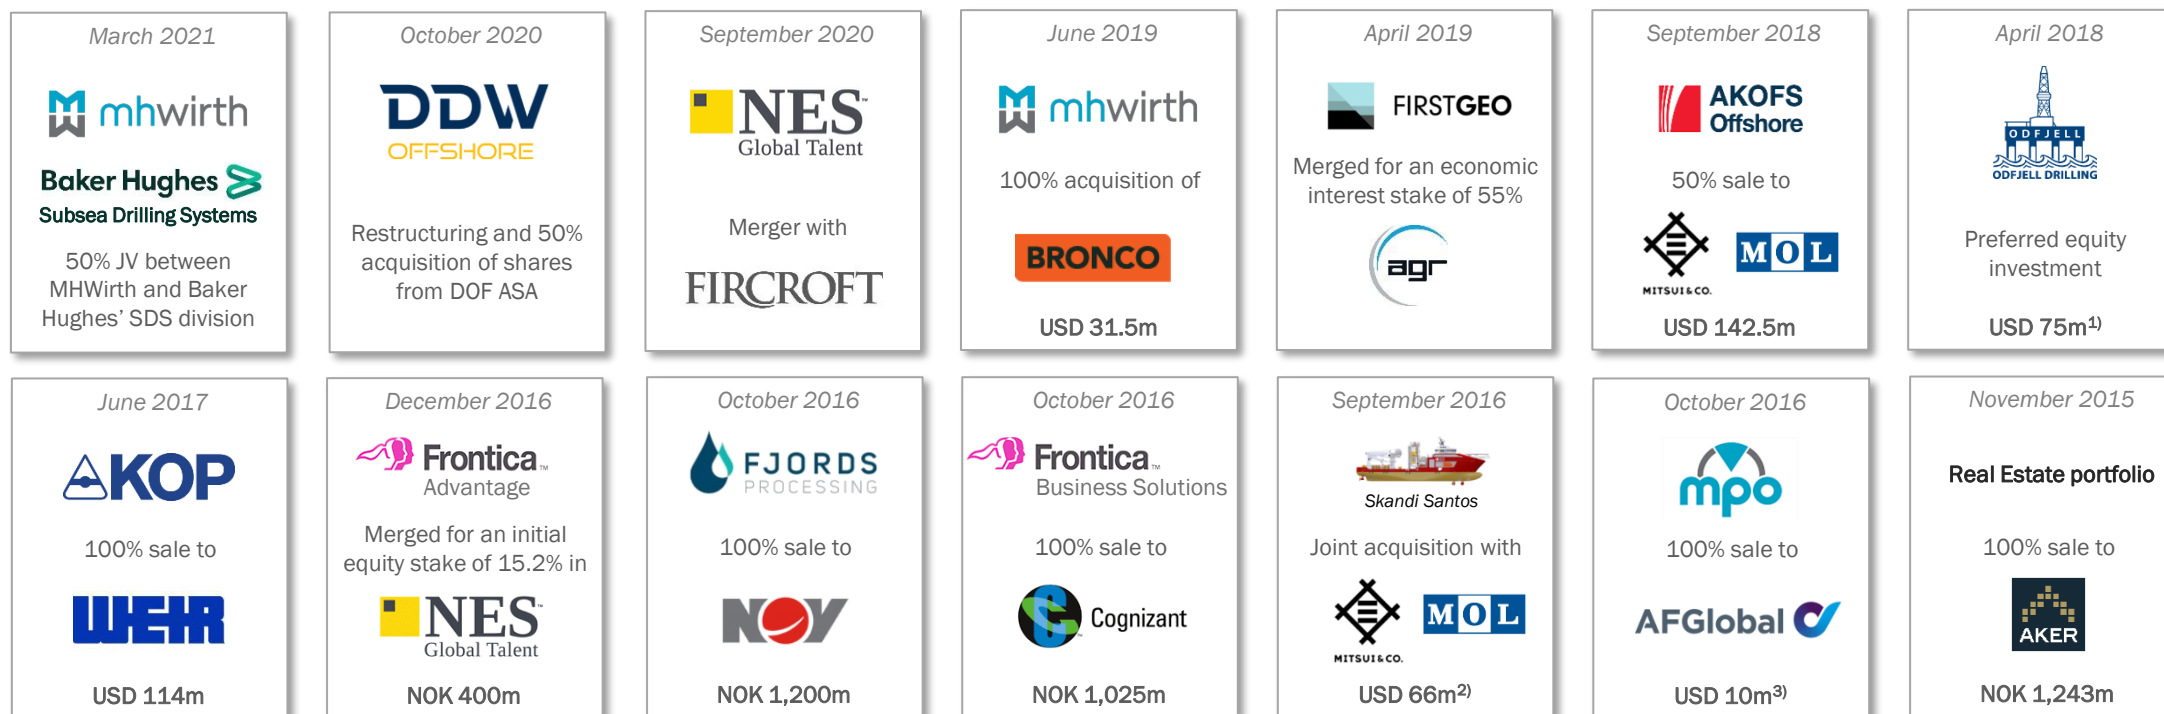 March 2021
mhwirth
Baker Hughes
Subsea Drilling Systems
50% JV between
MHWirth and Baker
Hughes' SDS division
October 2020
DDW
OFFSHORE
Restructuring and 50%
acquisition of shares
from DOF ASA
September 2020
NES™
Global Talent
Merger with
FIRCROFT
June 2019
mhwirth
100% acquisition of
BRONCO
USD 31.5m
April 2019
FIRSTGEO
Merged for an economic
interest stake of 55%
agr
September 2018
AKOFS
Offshore
50% sale to
MITSUI & CO.
MOL
USD 142.5m
April 2018
ODFJELL
ODFJELL DRILLING
Preferred equity
investment
USD 75m1)
June 2017
KOP
100% sale to
WEIR
USD 114m
December 2016
Frontica™
Advantage
Merged for an initial
equity stake of 15.2% in
NES™
Global Talent
NOK 400m
October 2016
FJORDS
PROCESSING
100% sale to
NOV
NOK 1,200m
October 2016
Frontica™
Business Solutions
100% sale to
Cognizant
NOK 1,025m
September 2016
Skandi Santos
Joint acquisition with
MITSUI & CO.
MOL
USD 66m2)
October 2016
mpo
100% sale to
AFGlobal
USD 10m3)
November 2015
Real Estate portfolio
100% sale to
AKER
NOK 1,243m